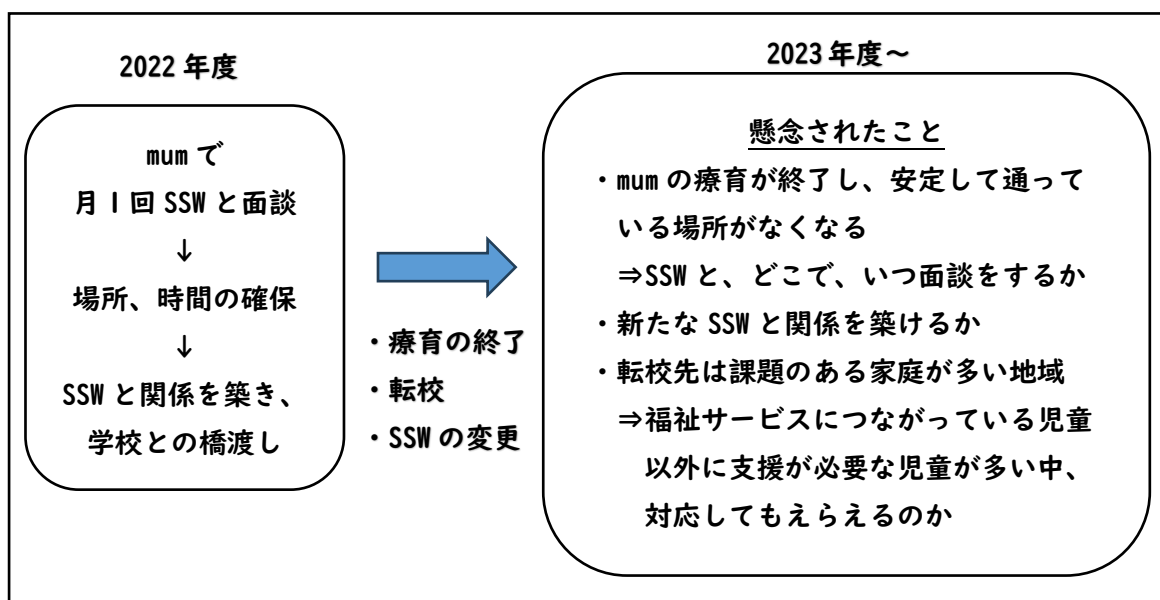 2022年度
mumで
月1回SSWと面談
↓
場所、時間の確保
↓
SSWと関係を築き、
学校との橋渡し
・療育の終了
・転校
・SSWの変更
2023年度～
懸念されたこと
・mumの療育が終了し、安定して通って
いる場所がなくなる
⇒SSWと、どこで、いつ面談をするか
・新たなSSWと関係を築けるか
・転校先は課題のある家庭が多い地域
⇒福祉サービスにつながっている児童
以外に支援が必要な児童が多い中、
対応してもえらえるのか